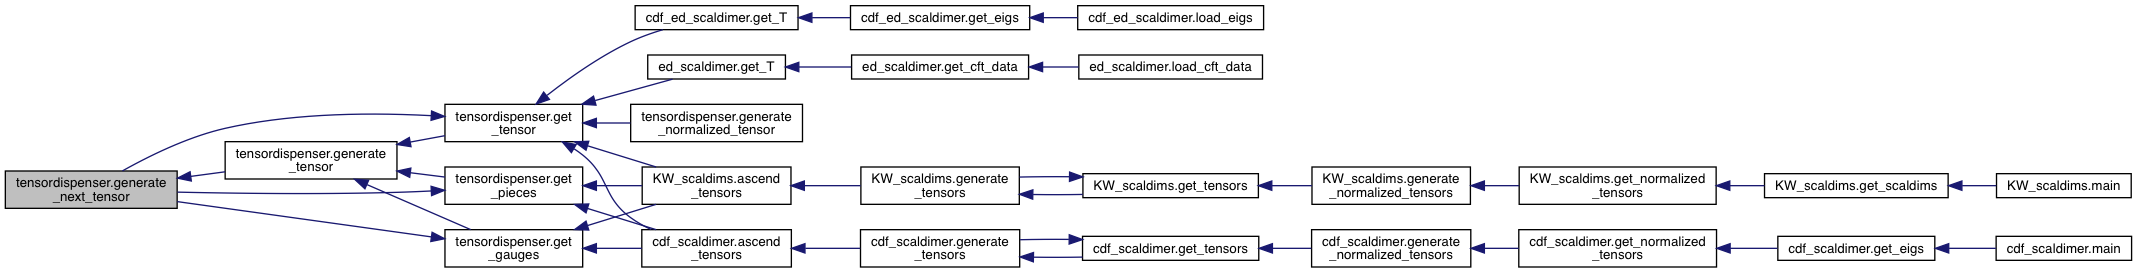 cdf_ed_scaldimer.get_T
cdf_ed_scaldimer.get_eigs
cdf_ed_scaldimer.load_eigs
ed_scaldimer.get_T
ed_scaldimer.get_cft_data
ed_scaldimer.load_cft_data
tensordispenser.get
_tensor
tensordispenser.generate
_normalized_tensor
tensordispenser.generate
_tensor
tensordispenser.generate
_next_tensor
tensordispenser.get
_pieces
KW_scaldims.ascend
_tensors
KW_scaldims.generate
_tensors
KW_scaldims.get_tensors
KW_scaldims.generate
_normalized_tensors
KW_scaldims.get_normalized
_tensors
KW_scaldims.get_scaldims
KW_scaldims.main
tensordispenser.get
_gauges
cdf_scaldimer.ascend
_tensors
cdf_scaldimer.generate
_tensors
cdf_scaldimer.get_tensors
cdf_scaldimer.generate
_normalized_tensors
cdf_scaldimer.get_normalized
_tensors
cdf_scaldimer.get_eigs
cdf_scaldimer.main